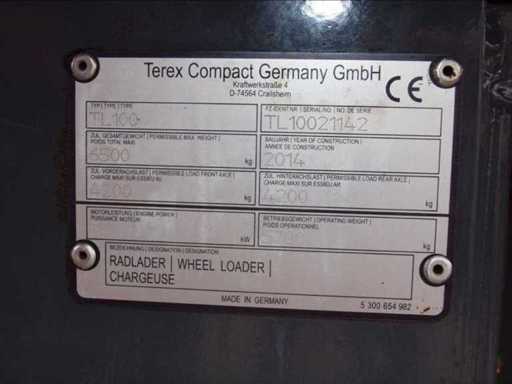 Terex Compact Germany GmbH
Kraftwerkstraße 4
D-74564 Crailsheim
CE
TYP | TYPE | TYPE
FZ-IDENT.NR | SERIAL.NO | NO. DE SERIE
TL100
TL10021142
ZUL. GESAMTGEWICHT | PERMISSIBLE MAX. WEIGHT |
POIDS TOTAL MAXI
BAUJAHR | YEAR OF CONSTRUCTION |
ANNEE DE CONSTRUCTION
6500 kg
2014
ZUL. VORDERACHSLAST | PERMISSIBLE LOAD FRONT AXLE |
CHARGE MAXI SUR ESSIEU AV
ZUL. HINTERACHSLAST | PERMISSIBLE LOAD REAR AXLE |
CHARGE MAXI SUR ESSIEU AR
kg
4200 kg
MOTORLEISTUNG | ENGINE POWER |
PUISSANCE MOTEUR
BETRIEBSGEWICHT | OPERATING WEIGHT |
POIDS OPERATIONNEL
kW
kg
BEZEICHNUNG | DESIGNATION | DESIGNATION
RADLADER | WHEEL LOADER |
CHARGEUSE
MADE IN GERMANY
5 300 654 982